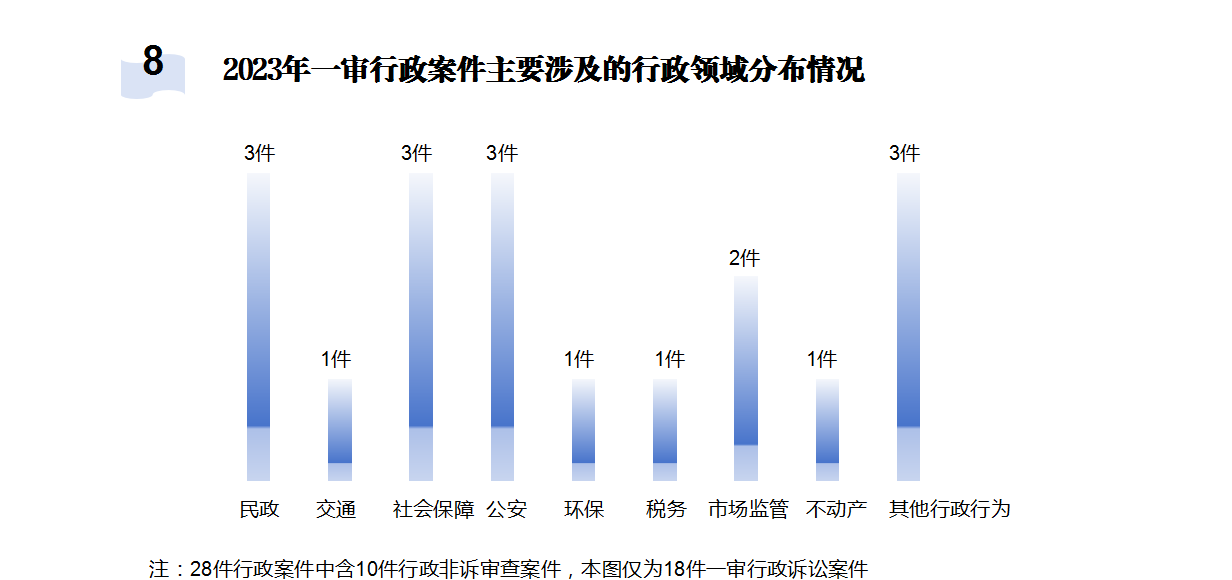 8
2023年一审行政案件主要涉及的行政领域分布情况
3件 3件 3件 3件
2件
1件 1件 1件 1件
民政 交通 社会保障 公安 环保 税务 市场监管 不动产 其他行政行为
注：28件行政案件中含10件行政非诉审查案件，本图仅为18件一审行政诉讼案件